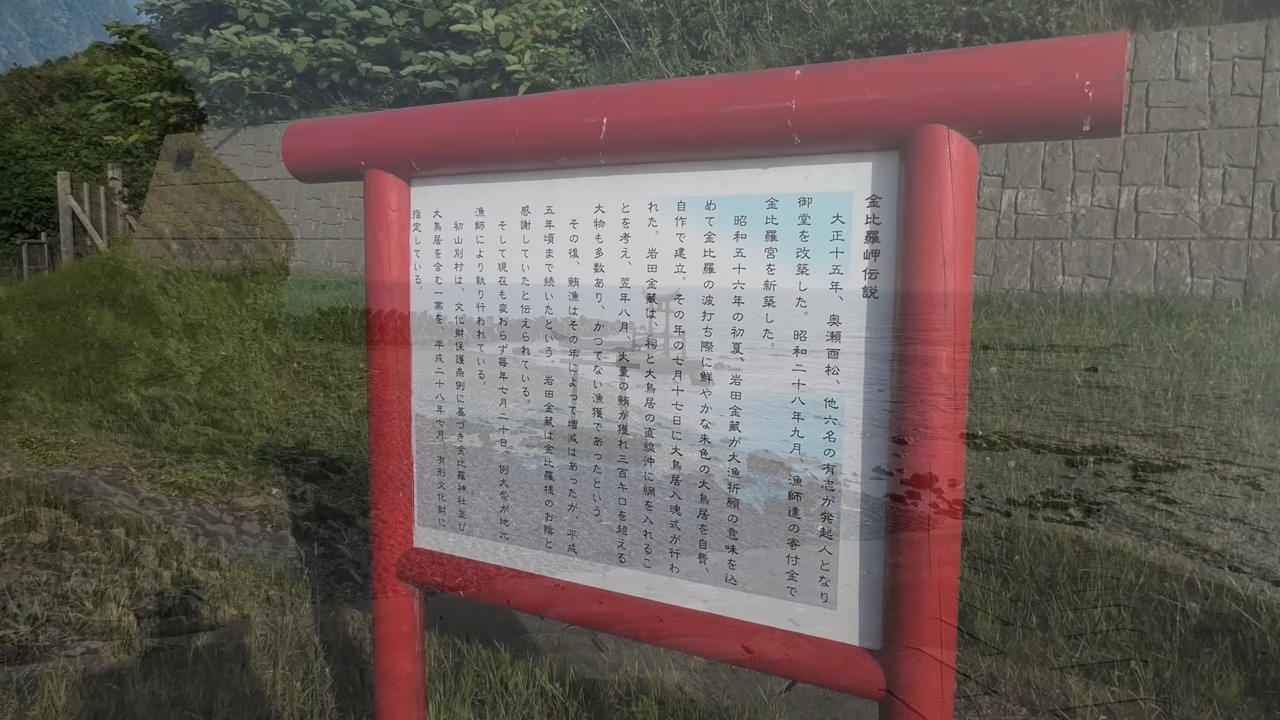 金比羅岬伝説
大正十五年、奥瀬酉松、他六名の有志が発起人となり
御堂を改築した。昭和二十八年九月、漁師達の寄付金で
金比羅宮を新築した。
昭和五十六年の初夏、岩田金蔵が大漁祈願の意味を込
めて金比羅の波打ち際に鮮やかな朱色の大鳥居を自費、
自作で建立。その年の七月十七日に大鳥居入魂式が行わ
れた。岩田金蔵は、祠と大鳥居の直線沖に網を入れるこ
とを考え、翌年八月、大量の鮪が獲れ三百キロを超える
大物も多数あり、かつてない漁獲であったという
その後、鮪漁はその年によって増減はあったが、平成
五年頃まで続いたという。岩田金蔵は金比羅様のお陰と
感謝していたと伝えられている。
そして現在も変わらず毎年七月二十日、例大祭が地元
漁師により執り行われている。
初山別村は、文化財保護条例に基づき金比羅神社並び
大鳥居を含む一帯を、平成二十八年七月、有形文化財に
指定している。